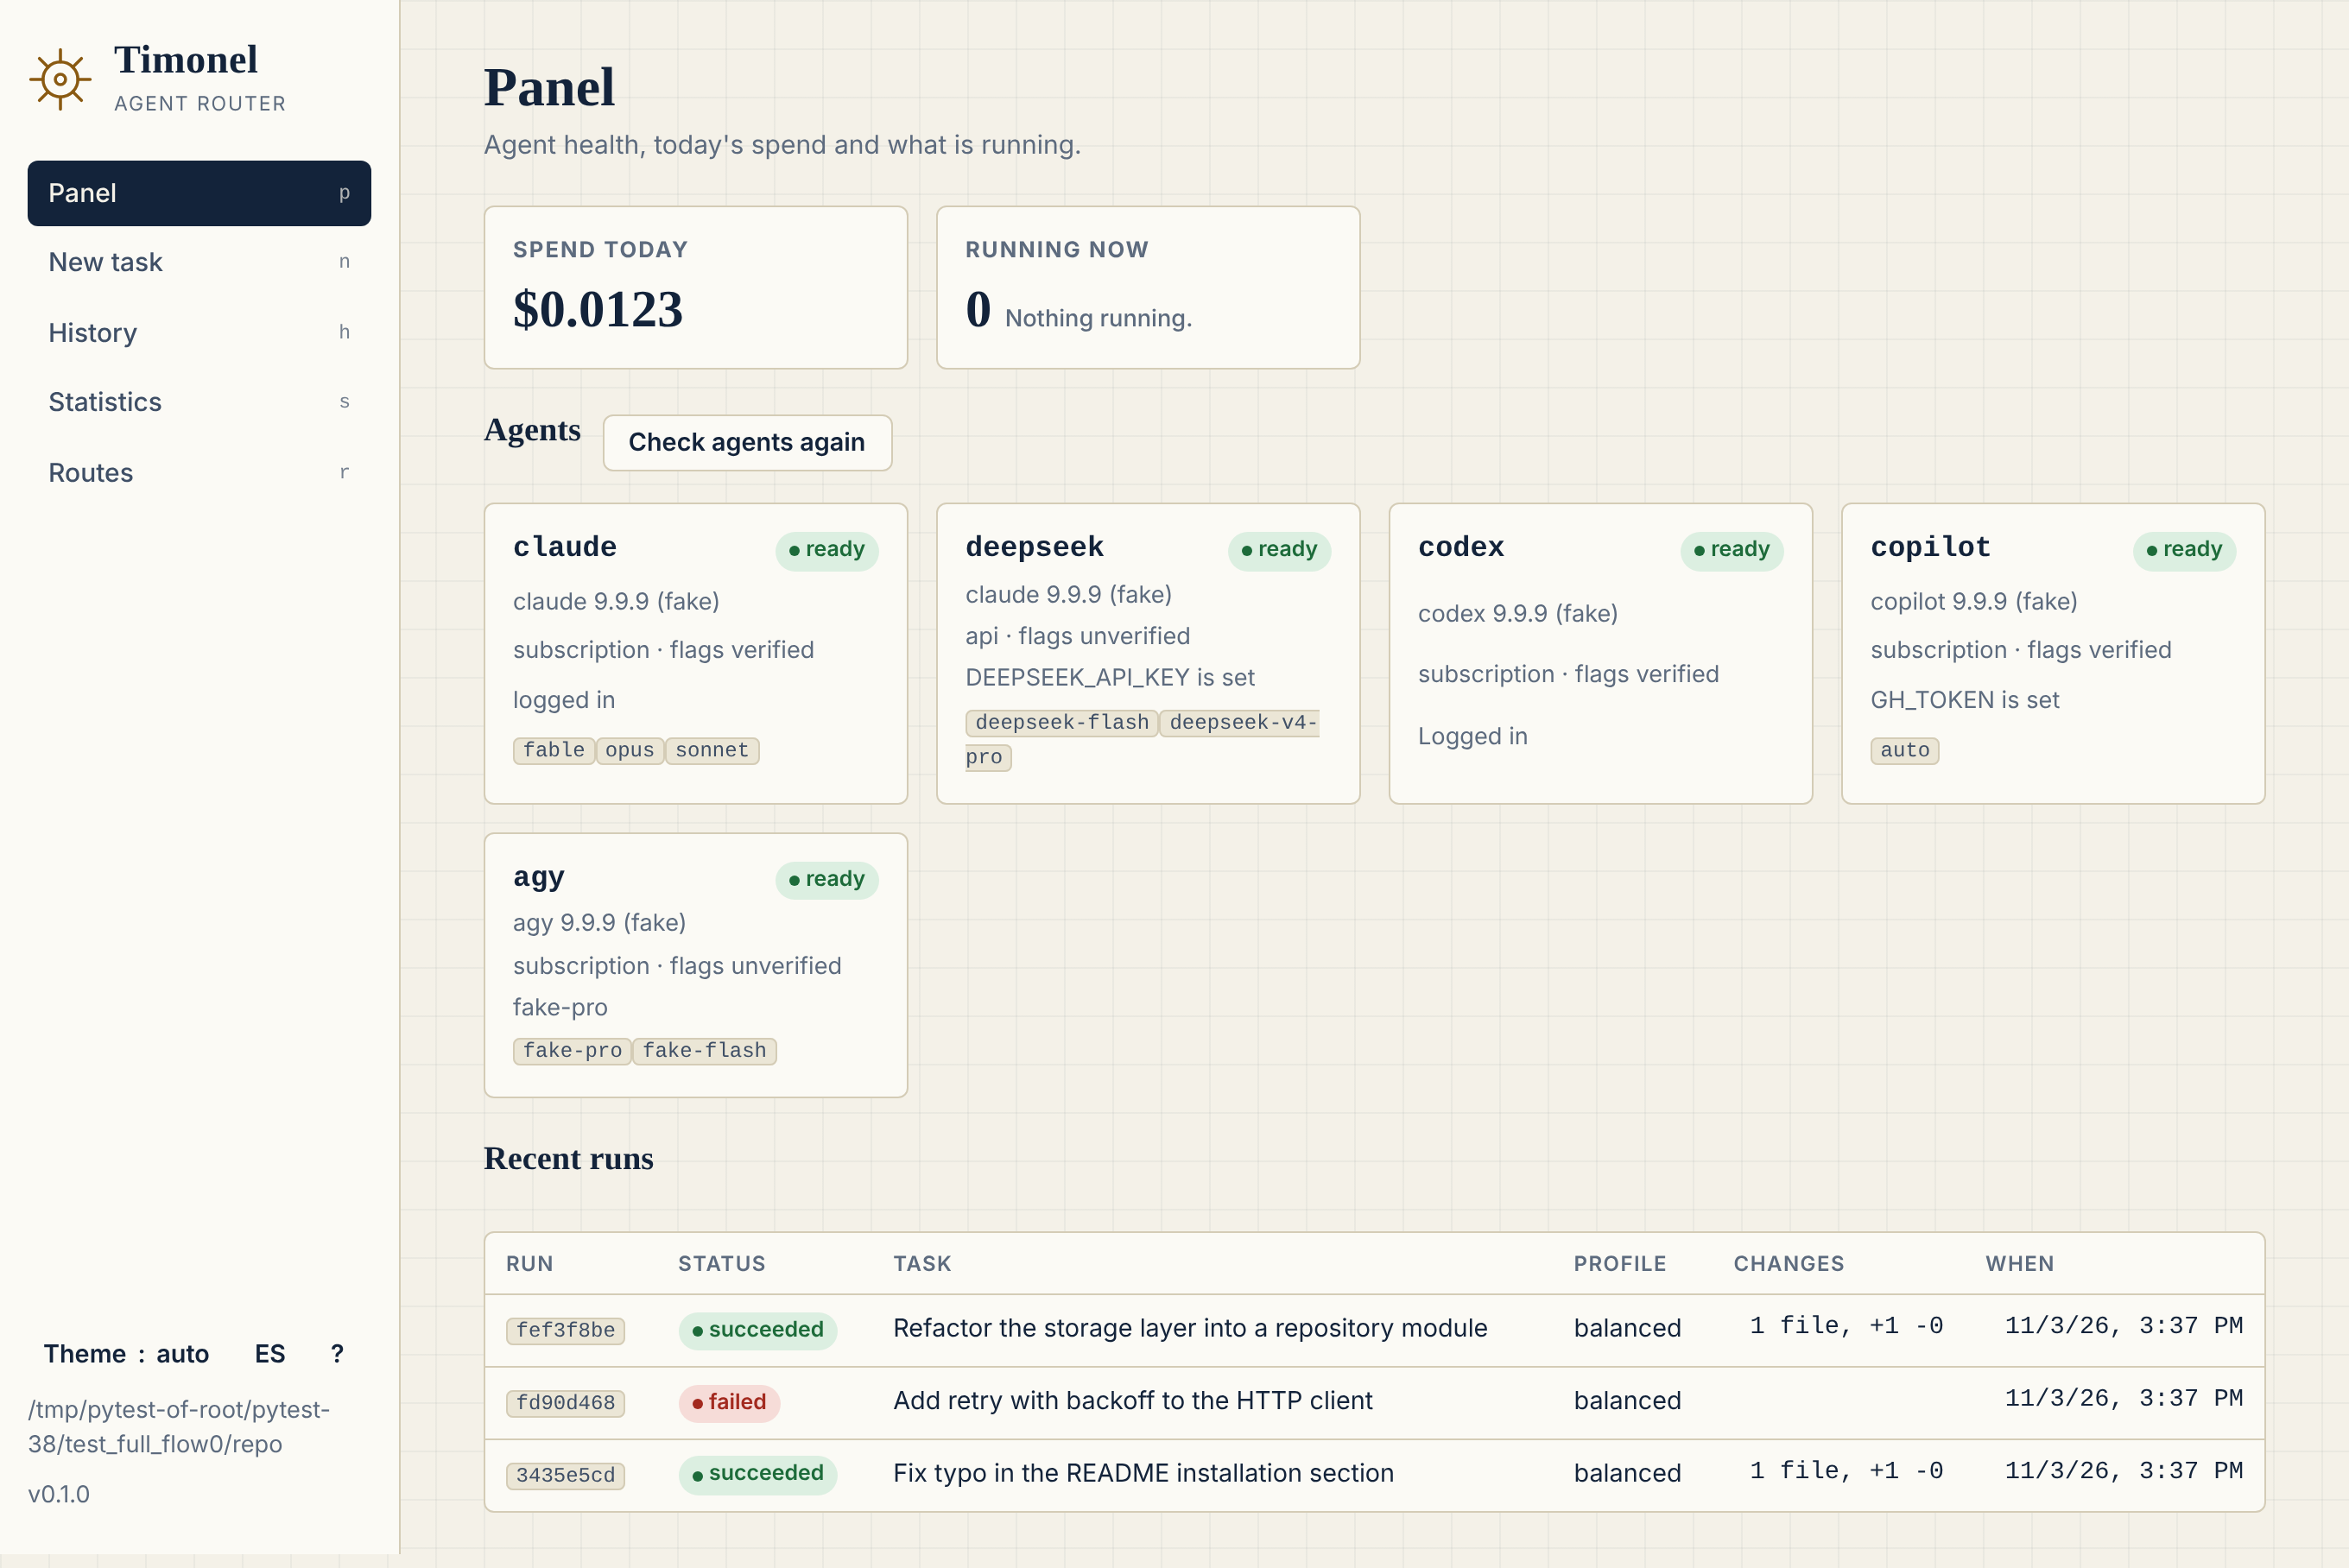 Timonel
AGENT ROUTER
Panel p
New task n
History h
Statistics s
Routes r
Theme : auto ES ?
/tmp/pytest-of-root/pytest-
38/test_full_flow0/repo
v0.1.0
Panel
Agent health, today's spend and what is running.
SPEND TODAY
$0.0123
RUNNING NOW
0 Nothing running.
Agents Check agents again
claude ready
claude 9.9.9 (fake)
subscription · flags verified
logged in
fable opus sonnet
deepseek ready
claude 9.9.9 (fake)
api · flags unverified
DEEPSEEK_API_KEY is set
deepseek-flash deepseek-v4-
pro
codex ready
codex 9.9.9 (fake)
subscription · flags verified
Logged in
copilot ready
copilot 9.9.9 (fake)
subscription · flags verified
GH_TOKEN is set
auto
agy ready
agy 9.9.9 (fake)
subscription · flags unverified
fake-pro
fake-pro fake-flash
Recent runs
RUN STATUS TASK PROFILE CHANGES WHEN
fef3f8be succeeded Refactor the storage layer into a repository module balanced 1 file, +1 -0 11/3/26, 3:37 PM
fd90d468 failed Add retry with backoff to the HTTP client balanced 11/3/26, 3:37 PM
3435e5cd succeeded Fix typo in the README installation section balanced 1 file, +1 -0 11/3/26, 3:37 PM